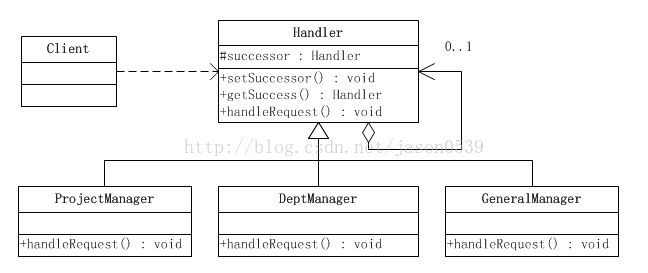 Handler
Client
#successor : Handler
0..1
+setSuccessor() : void
+getSuccess() : Handler
+handleRequest() : void
http://blog.csdn.net/jason0539
ProjectManager
DeptManager
GeneralManager
+handleRequest() : void
+handleRequest() : void
+handleRequest() : void